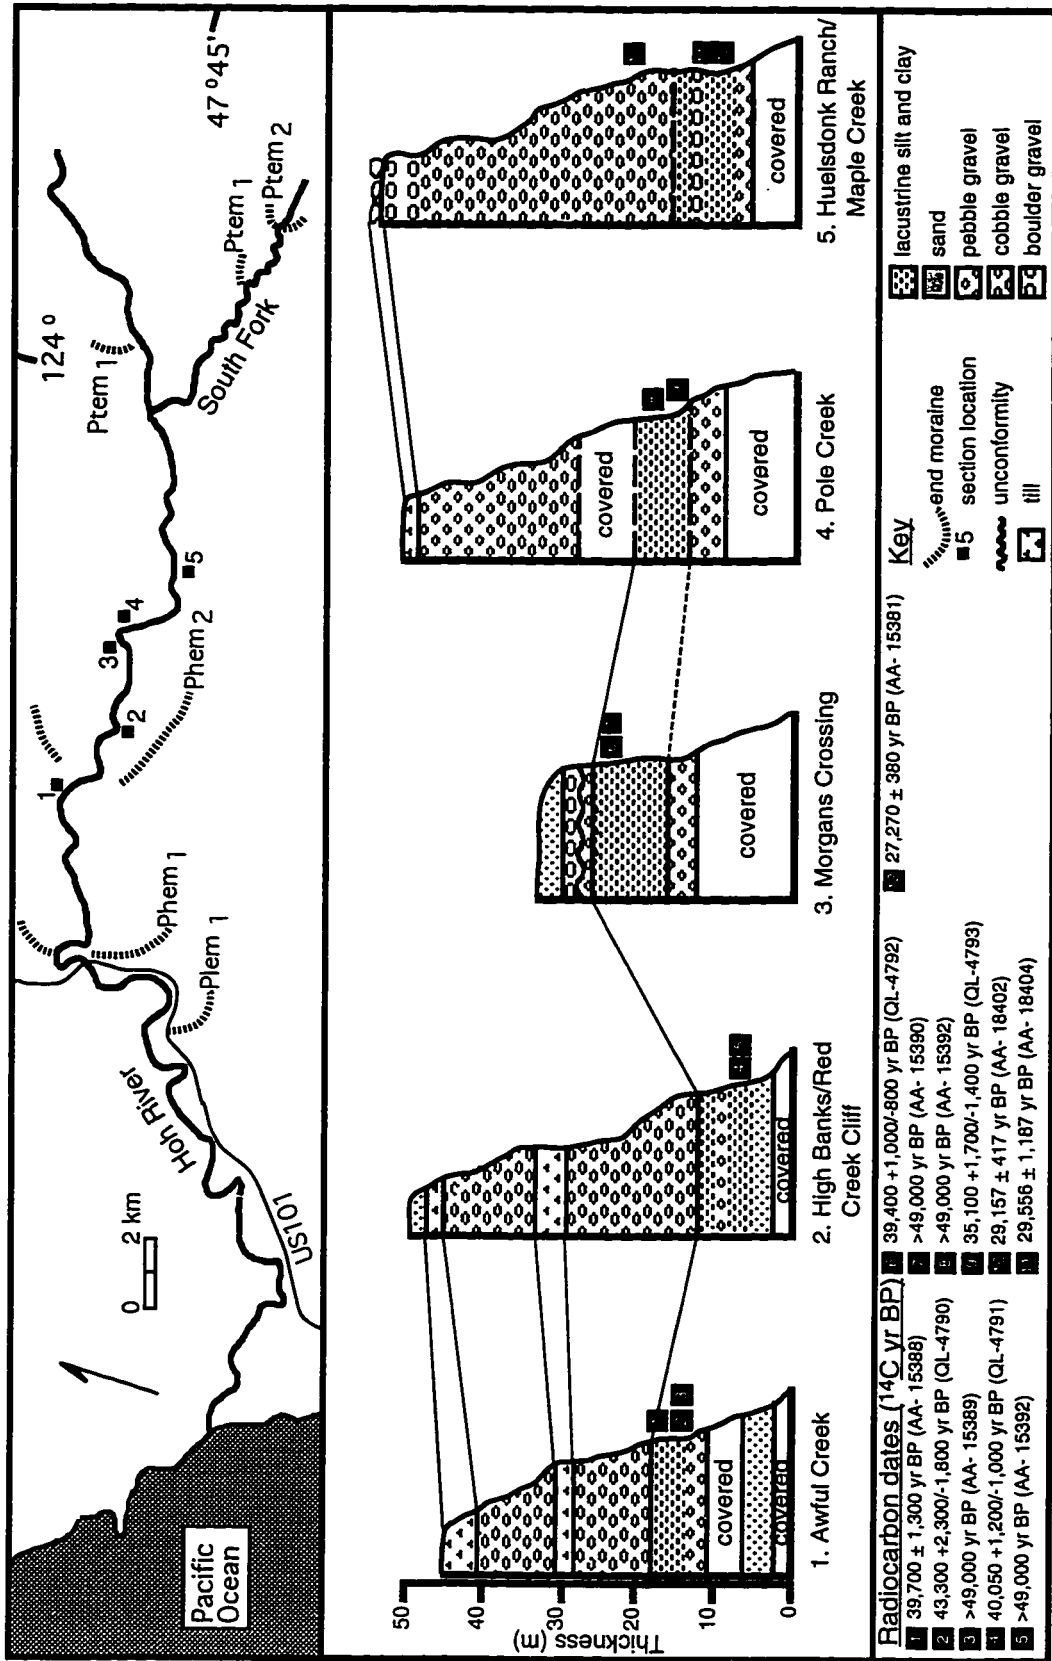 Pacific
Ocean
0 2 km
Hoh River
US101
Plem 1
Phem 1
1
2
3
4
5
Phem 2
Ptem 1
124 o
South Fork
Ptem 1
Ptem 2
47 o45'
Thickness (m)
50
40
30
20
10
0
covered
covered
1. Awful Creek
covered
2. High Banks/Red
Creek Cliff
covered
3. Morgans Crossing
covered
covered
4. Pole Creek
covered
5. Huelsdonk Ranch/
Maple Creek
Radiocarbon dates (14C yr BP)
1 39,700 ± 1,300 yr BP (AA- 15388)
2 43,300 +2,300/-1,800 yr BP (QL-4790)
3 >49,000 yr BP (AA- 15389)
4 40,050 +1,200/-1,000 yr BP (QL-4791)
5 >49,000 yr BP (AA- 15392)
39,400 +1,000/-800 yr BP (QL-4792)
>49,000 yr BP (AA- 15390)
>49,000 yr BP (AA- 15392)
35,100 +1,700/-1,400 yr BP (QL-4793)
29,157 ± 417 yr BP (AA- 18402)
29,556 ± 1,187 yr BP (AA- 18404)
27,270 ± 380 yr BP (AA- 15381)
Key
end moraine
5 section location
unconformity
till
lacustrine silt and clay
sand
pebble gravel
cobble gravel
boulder gravel